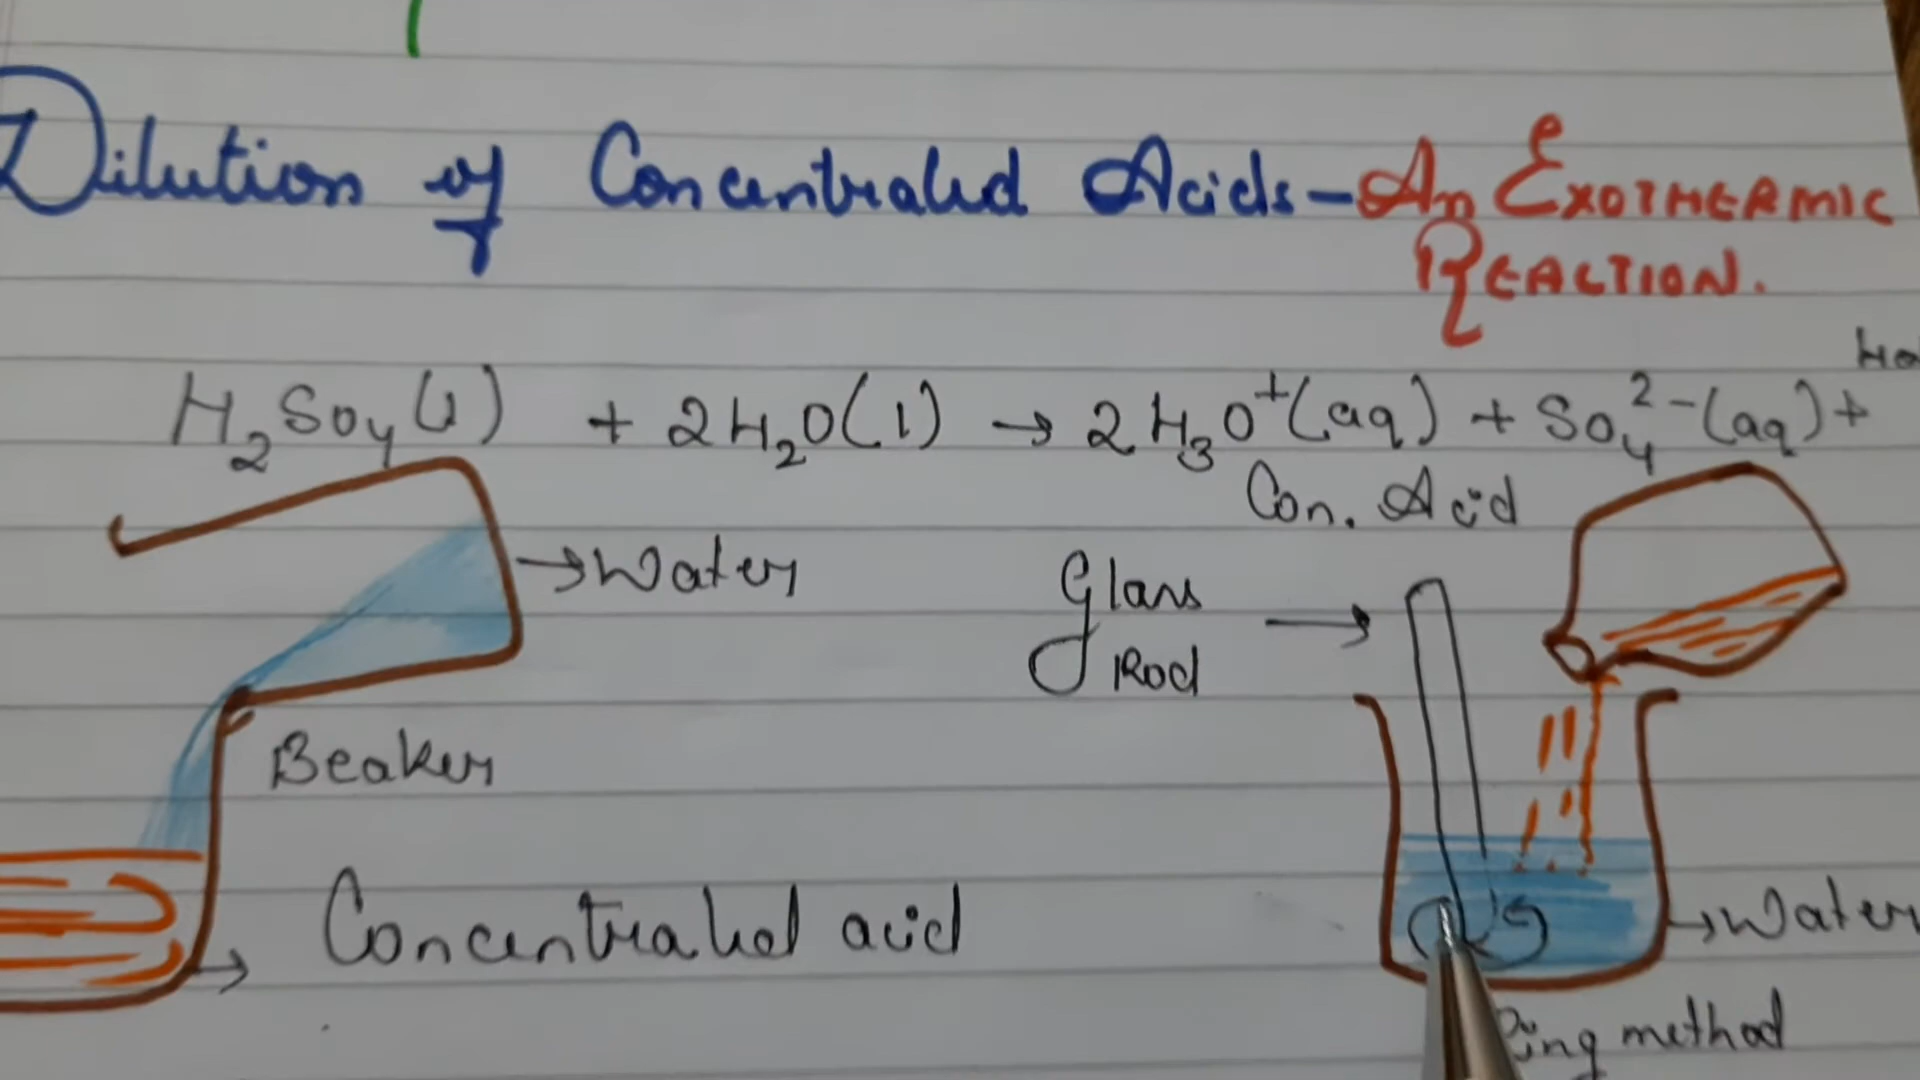 Dilution of Concentrated Acids - An EXOTHERMIC
REACTION.
H₂SO₄(l) + 2H₂O(l) → 2H₃O⁺(aq) + SO₄²⁻(aq) +
Con. Acid
→ Water
Glass
Rod →
Beaker
→ Concentrated acid
→ Water
method